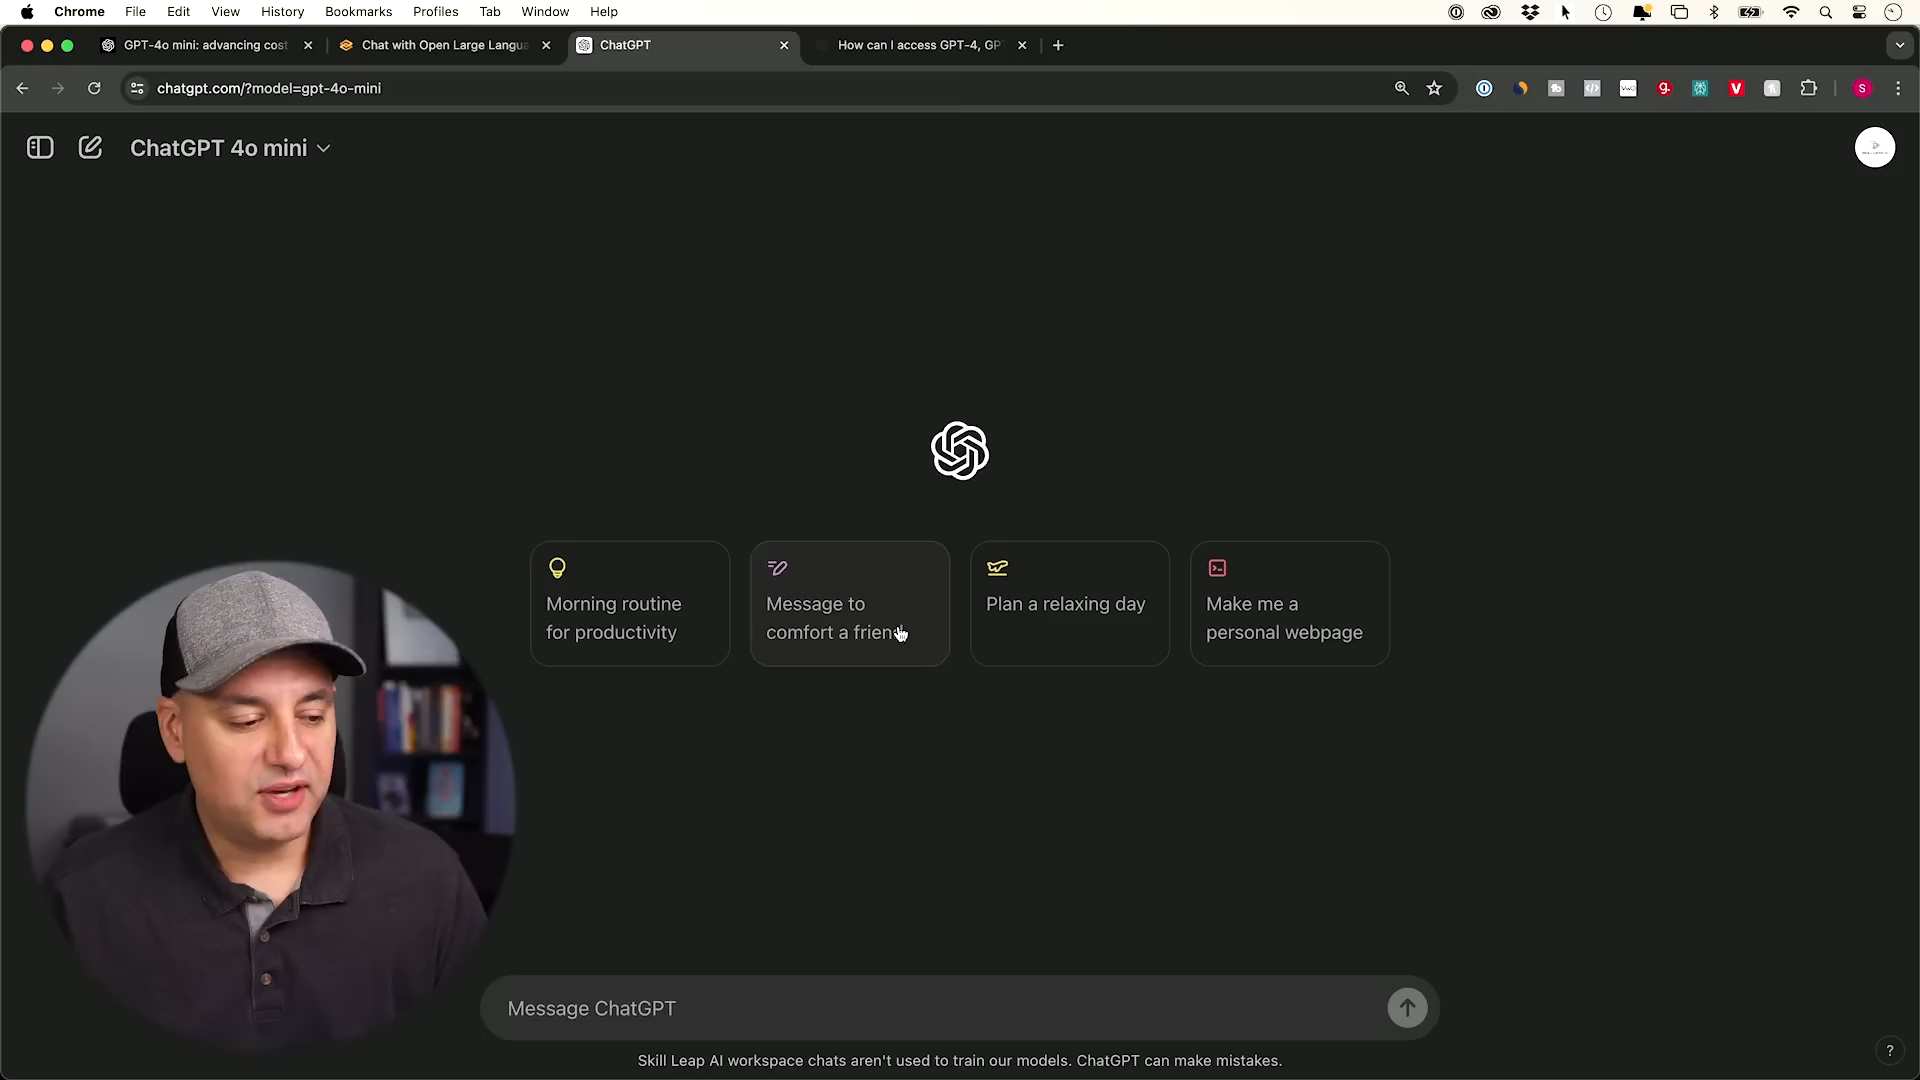 Chrome File Edit View History Bookmarks Profiles Tab Window Help
GPT-4o mini: advancing cost
Chat with Open Large Langua
ChatGPT
How can I access GPT-4, GP
chatgpt.com/?model=gpt-4o-mini
ChatGPT 4o mini
Morning routine
for productivity
Message to
comfort a friend
Plan a relaxing day
Make me a
personal webpage
Message ChatGPT
Skill Leap AI workspace chats aren't used to train our models. ChatGPT can make mistakes.
?